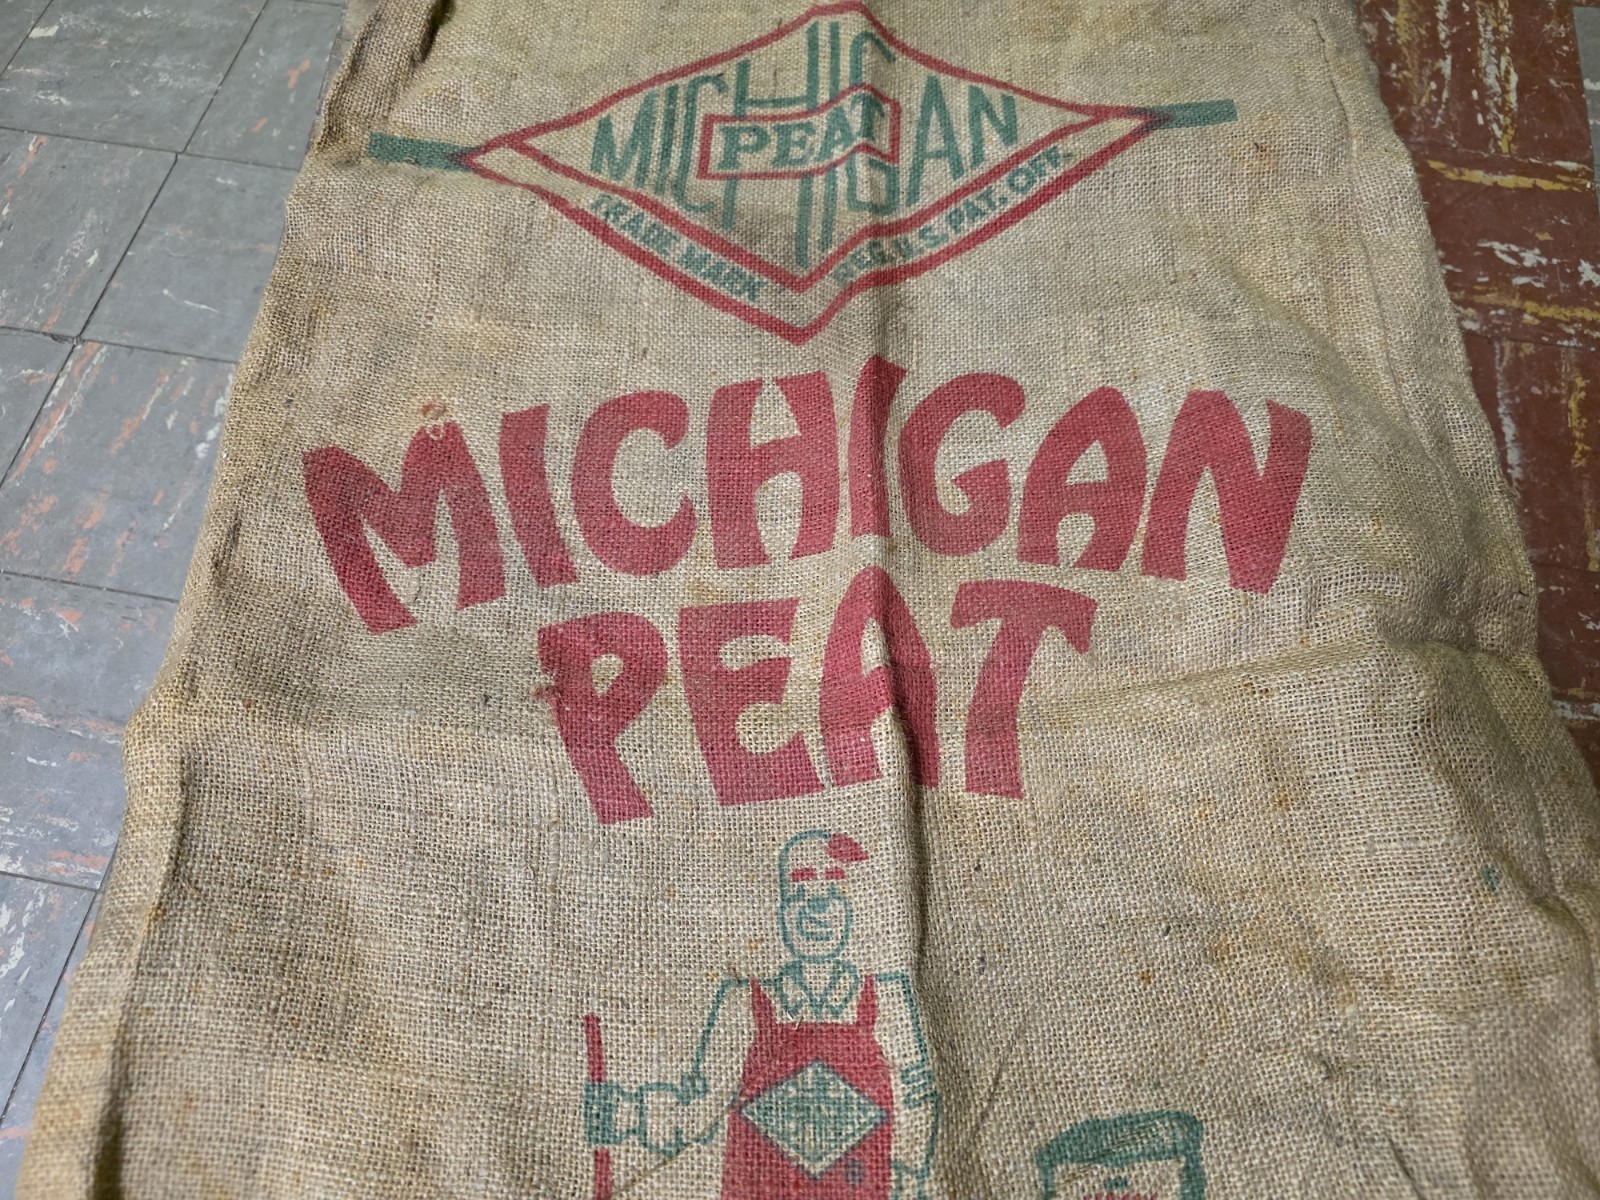 MICHIGAN
PEAT
TRADE MARK REG. U.S. PAT. OFF.
MICHIGAN
PEAT